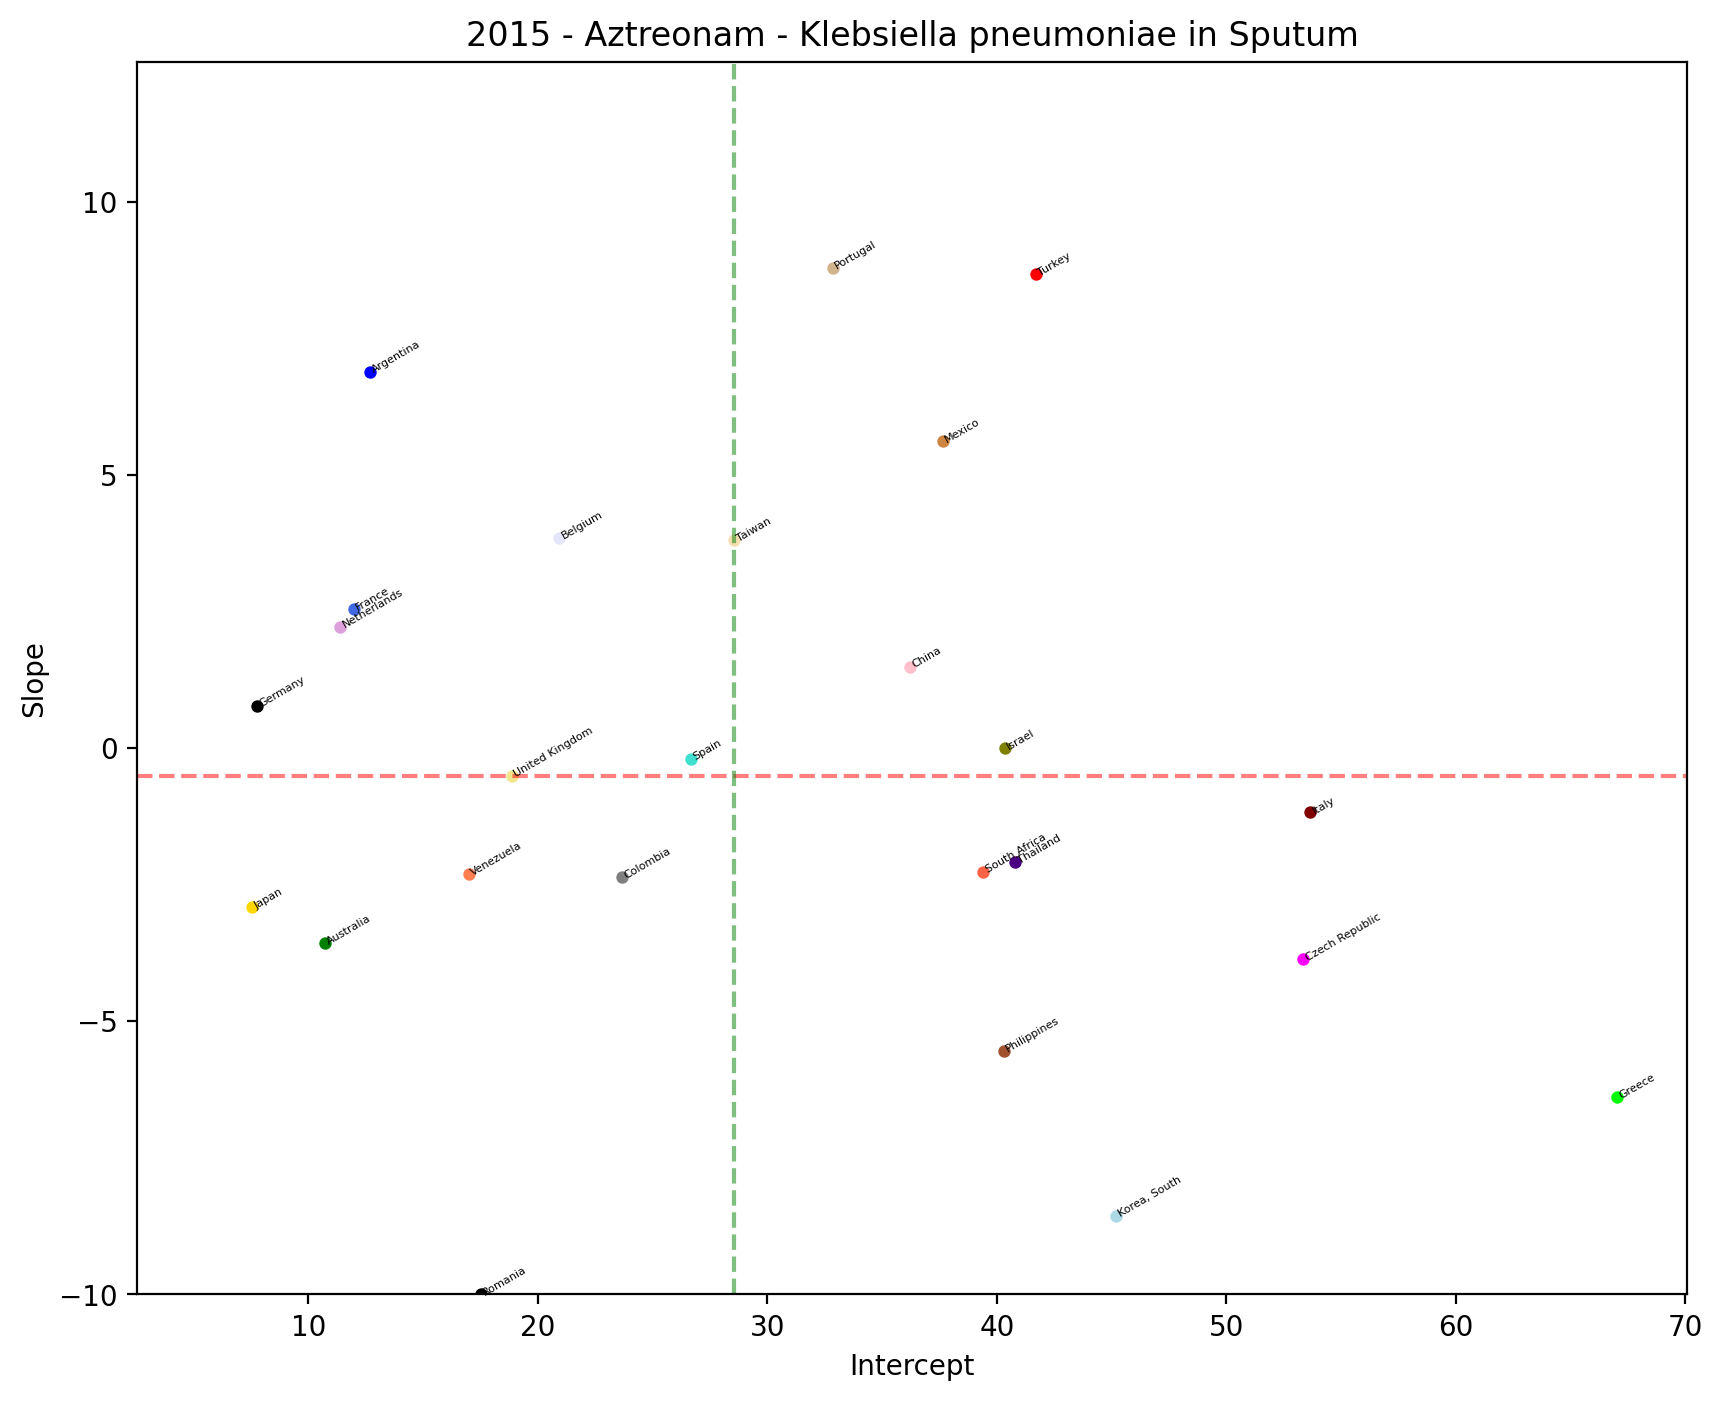 2015 - Aztreonam - Klebsiella pneumoniae in Sputum
10
5
0
−5
−10
Slope
Portugal
Turkey
Argentina
Mexico
Belgium
Taiwan
France
Netherlands
China
Germany
United Kingdom
Spain
Israel
Italy
South Africa
Thailand
Venezuela
Colombia
Japan
Australia
Czech Republic
Philippines
Greece
Korea, South
Romania
10 20 30 40 50 60 70
Intercept